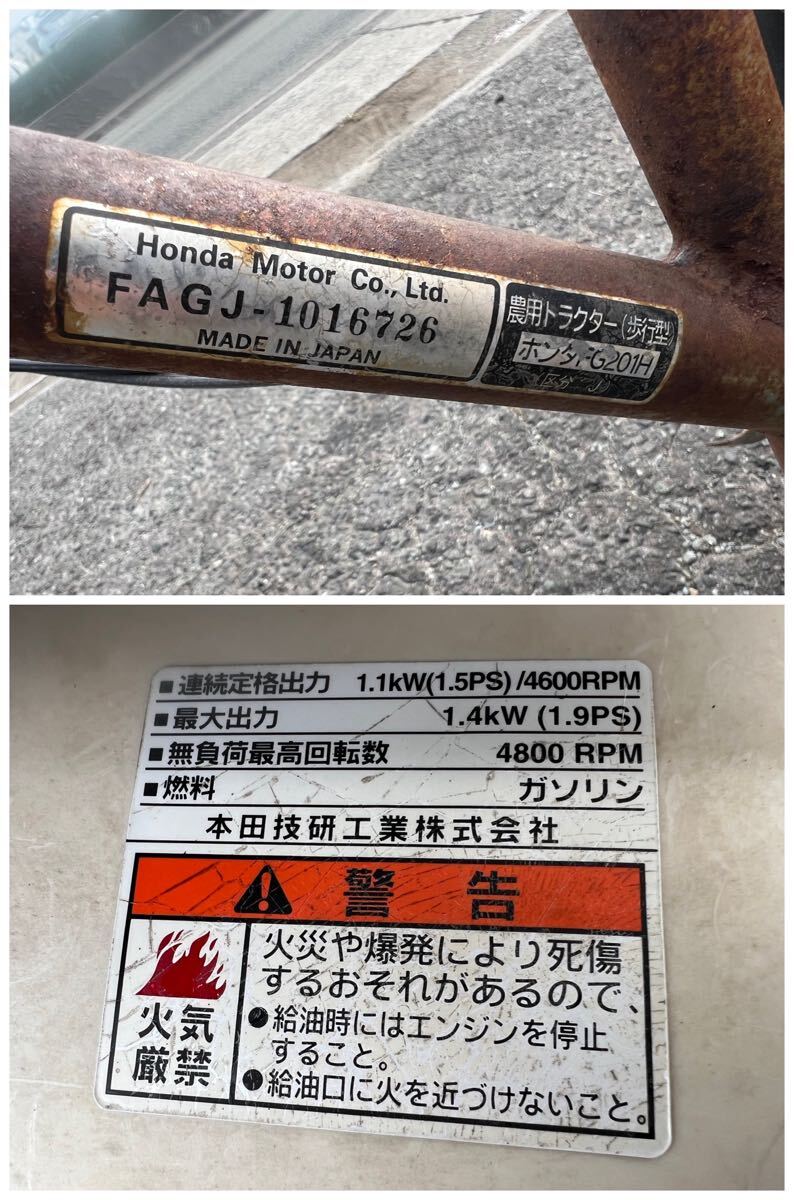 Honda Motor Co., Ltd.
FAGJ-1016726
MADE IN JAPAN
農用トラクター(歩行型)
ホンダ G201H
■連続定格出力 1.1kW(1.5PS)/4600RPM
■最大出力 1.4kW (1.9PS)
■無負荷最高回転数 4800 RPM
■燃料 ガソリン
本田技研工業株式会社
警告
火気
厳禁
火災や爆発により死傷
するおそれがあるので、
●給油時にはエンジンを停止
すること。
●給油口に火を近づけないこと。